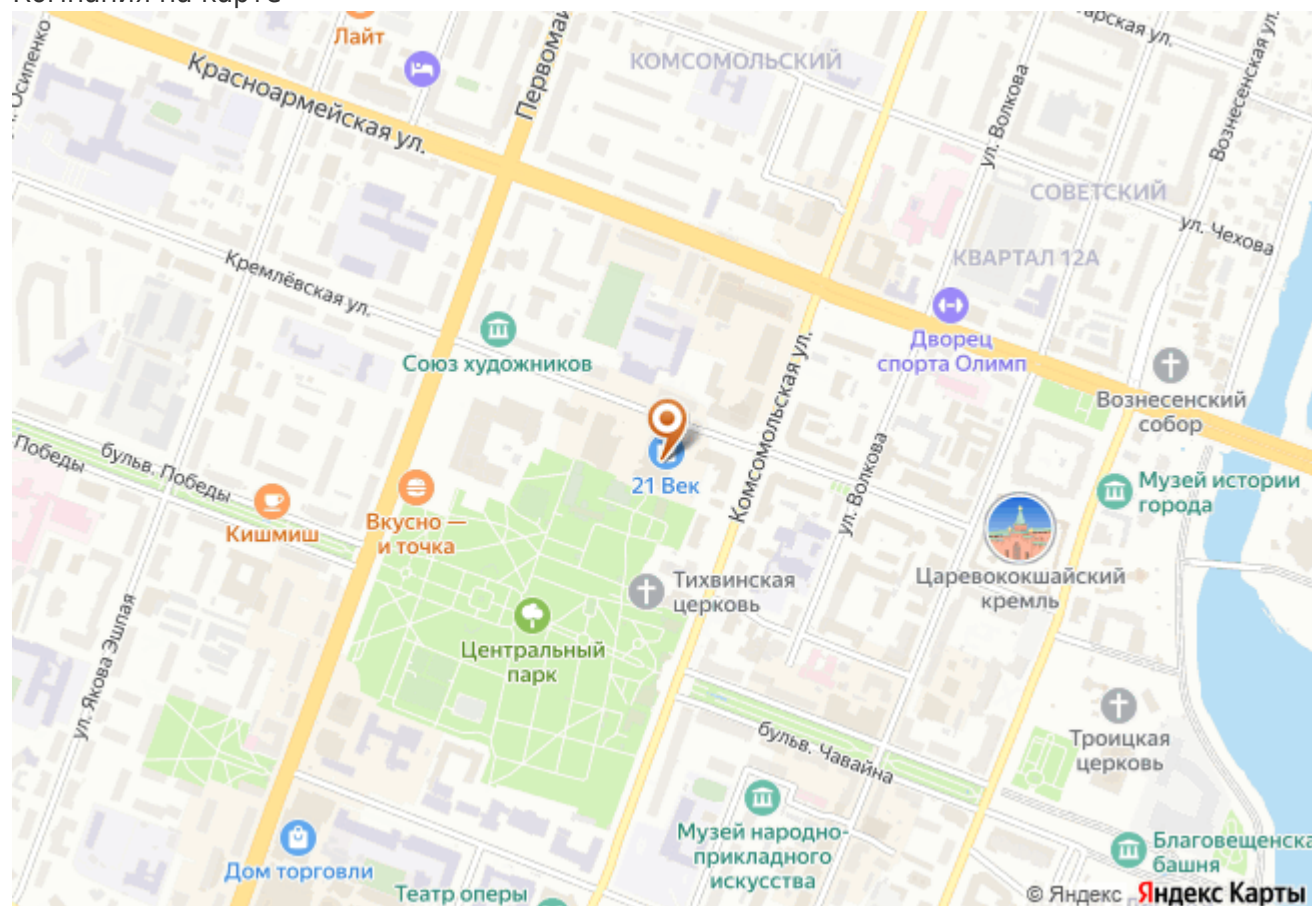 Лайт
Красноармейская ул.
КОМСОМОЛЬСКИЙ
ул. Волкова
Вознесенская ул.
СОВЕТСКИЙ
ул. Чехова
КВАРТАЛ 12А
Кремлёвская ул.
Союз художников
Дворец
спорта Олимп
Комсомольская ул.
Вознесенский
собор
21 Век
Победы
бульв. Победы
Кишмиш
Вкусно —
и точка
ул. Волкова
Музей истории
города
Царевококшайский
кремль
Тихвинская
церковь
Центральный
парк
ул. Якова Эшпая
бульв. Чавайна
Троицкая
церковь
Музей народно-
прикладного
искусства
Дом торговли
Театр оперы
башня
© Яндекс
Яндекс Карты